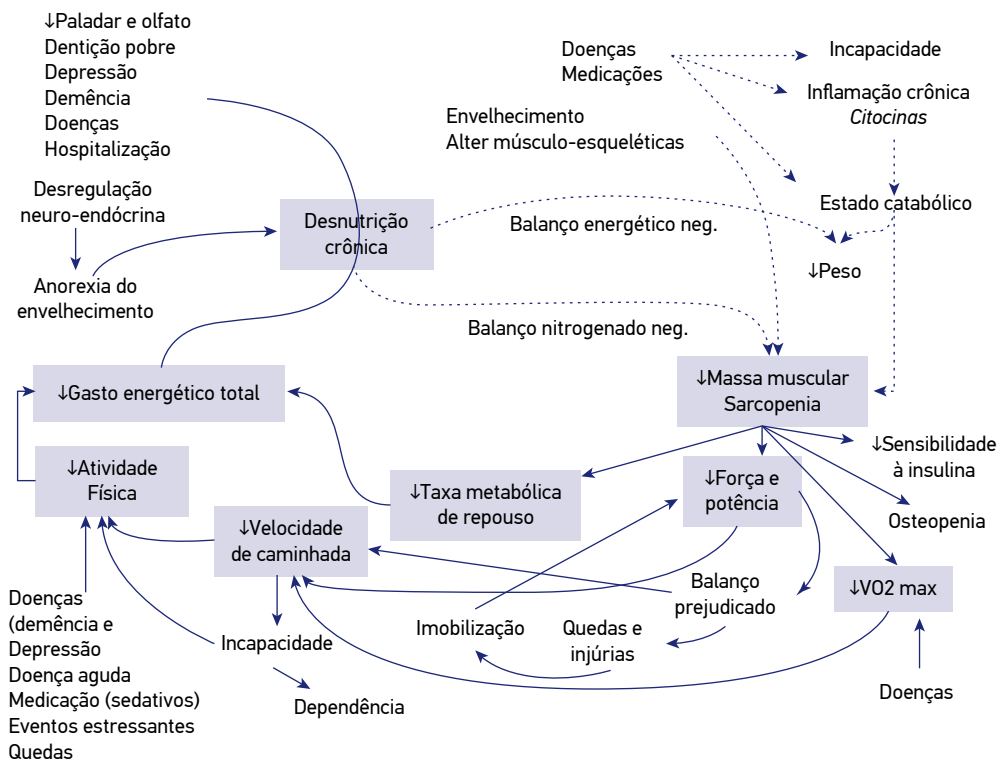 ↓Paladar e olfato
Dentição pobre
Depressão
Demência
Doenças
Hospitalização
Doenças
Medicações
Incapacidade
Inflamação crônica
Citocinas
Envelhecimento
Alter músculo-esqueléticas
Desregulação
neuro-endócrina
Estado catabólico
Desnutrição
crônica
Balanço energético neg.
↓Peso
Anorexia do
envelhecimento
Balanço nitrogenado neg.
↓Gasto energético total
↓Massa muscular
Sarcopenia
↓Sensibilidade
à insulina
↓Atividade
Física
↓Taxa metabólica
de repouso
↓Força e
potência
Osteopenia
↓Velocidade
de caminhada
↓VO2 max
Balanço
prejudicado
Doenças
(demência e
Depressão
Doença aguda
Medicação (sedativos)
Eventos estressantes
Quedas
Incapacidade
Imobilização
Quedas e
injúrias
Dependência
Doenças